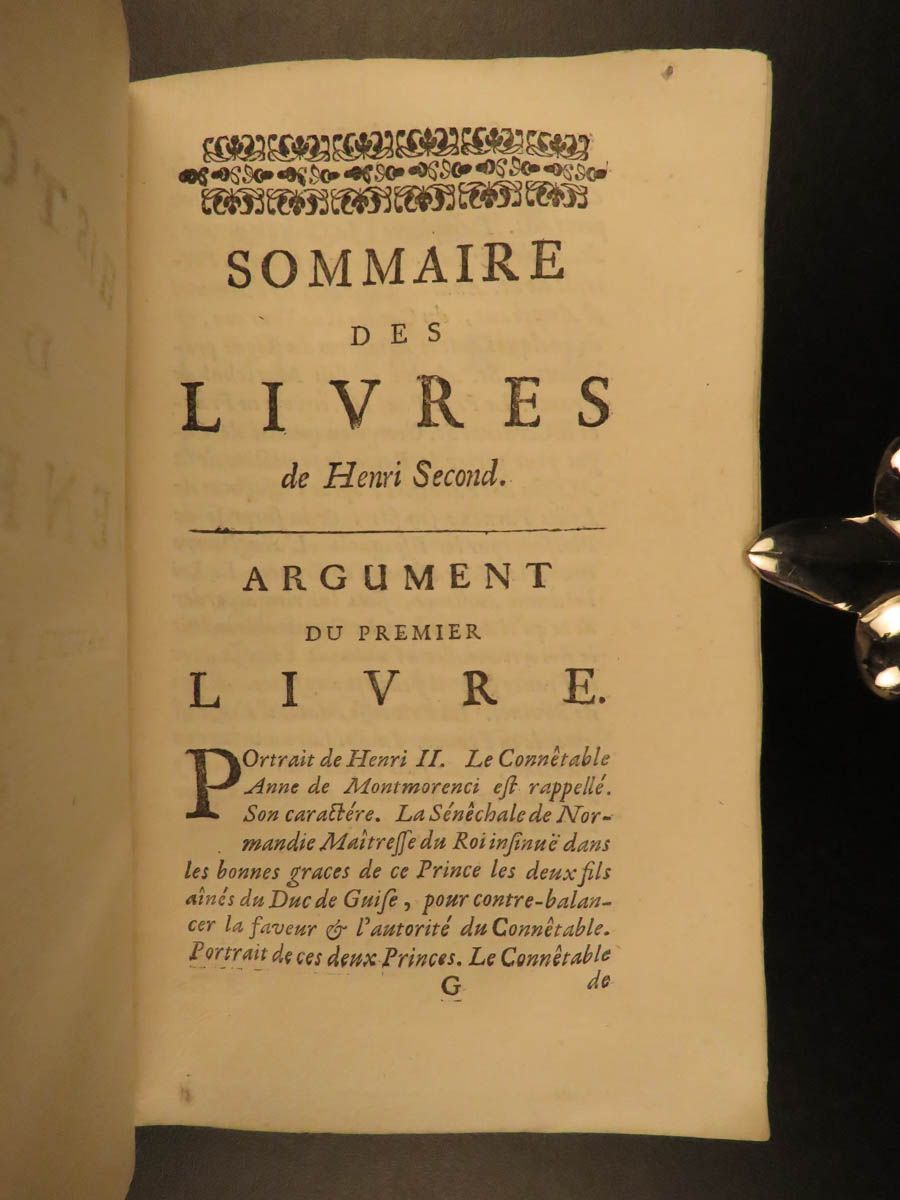 SOMMAIRE
DES
LIVRES
de Henri Second.
ARGUMENT
DU PREMIER
LIVRE.
POrtrait de Henri II. Le Connêtable
Anne de Montmorenci eſt rappellé.
Son caractére. La Sénêchale de Nor-
mandie Maîtreſſe du Roi inſinuë dans
les bonnes graces de ce Prince les deux fils
aînés du Duc de Guiſe, pour contre-balan-
cer la faveur & l'autorité du Connêtable.
Portrait de ces deux Princes. Le Connêtable
G de